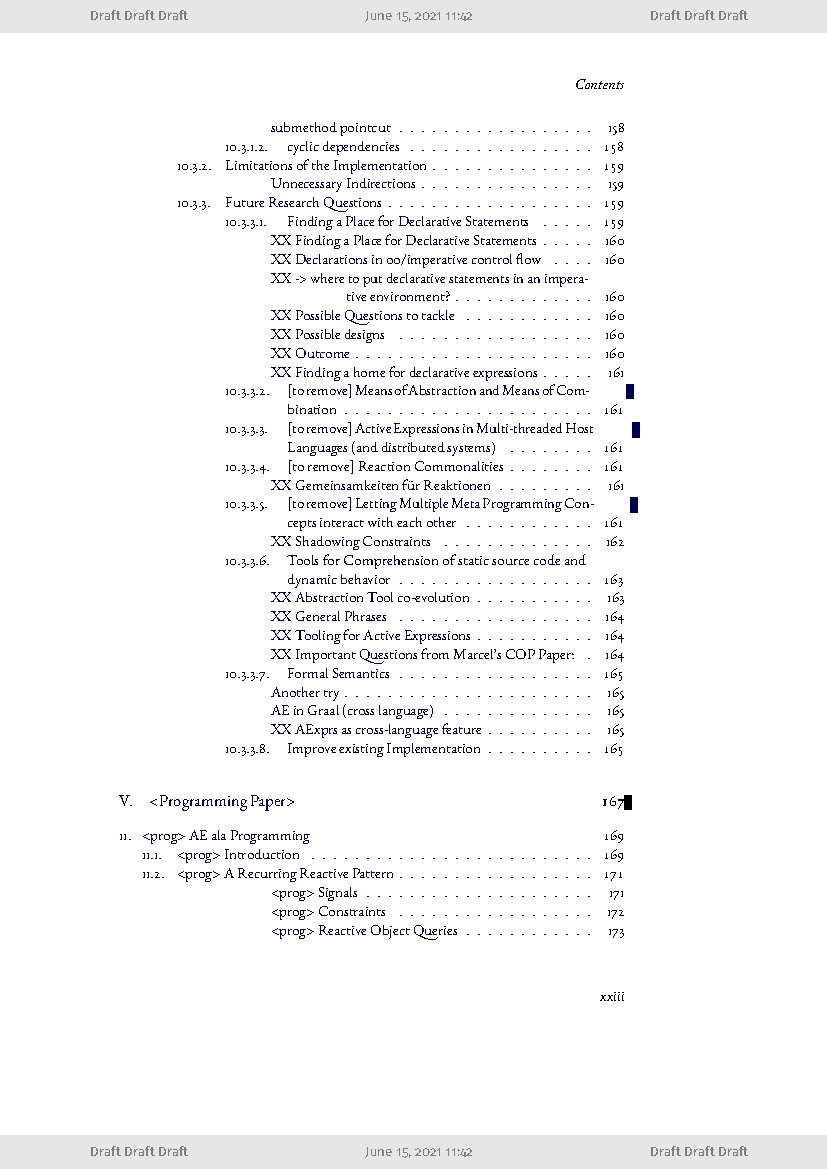 Draft Draft Draft June 15, 2021 11:42 Draft Draft Draft
Contents
submethod pointcut . . . . . . . . . . . . . . . . . . 158
10.3.1.2. cyclic dependencies . . . . . . . . . . . . . . . . . 158
10.3.2. Limitations of the Implementation . . . . . . . . . . . . . . . 159
Unnecessary Indirections . . . . . . . . . . . . . . . . 159
10.3.3. Future Research Questions . . . . . . . . . . . . . . . . . . . 159
10.3.3.1. Finding a Place for Declarative Statements . . . . . 159
XX Finding a Place for Declarative Statements . . . . . 160
XX Declarations in oo/imperative control flow . . . . 160
XX -> where to put declarative statements in an impera-
tive environment? . . . . . . . . . . . . . 160
XX Possible Questions to tackle . . . . . . . . . . . . 160
XX Possible designs . . . . . . . . . . . . . . . . . . 160
XX Outcome . . . . . . . . . . . . . . . . . . . . . . 160
XX Finding a home for declarative expressions . . . . . 161
10.3.3.2. [to remove] Means of Abstraction and Means of Com-
bination . . . . . . . . . . . . . . . . . . . . . . . 161
10.3.3.3. [to remove] Active Expressions in Multi-threaded Host
Languages (and distributed systems) . . . . . . . . 161
10.3.3.4. [to remove] Reaction Commonalities . . . . . . . . 161
XX Gemeinsamkeiten für Reaktionen . . . . . . . . . 161
10.3.3.5. [to remove] Letting Multiple Meta Programming Con-
cepts interact with each other . . . . . . . . . . . . 161
XX Shadowing Constraints . . . . . . . . . . . . . . 162
10.3.3.6. Tools for Comprehension of static source code and
dynamic behavior . . . . . . . . . . . . . . . . . . 163
XX Abstraction Tool co-evolution . . . . . . . . . . . 163
XX General Phrases . . . . . . . . . . . . . . . . . . 164
XX Tooling for Active Expressions . . . . . . . . . . . 164
XX Important Questions from Marcel's COP Paper: . 164
10.3.3.7. Formal Semantics . . . . . . . . . . . . . . . . . . 165
Another try . . . . . . . . . . . . . . . . . . . . . . . 165
AE in Graal (cross language) . . . . . . . . . . . . . . 165
XX AExprs as cross-language feature . . . . . . . . . . 165
10.3.3.8. Improve existing Implementation . . . . . . . . . . 165
V. <Programming Paper> 167
11. <prog> AE ala Programming 169
11.1. <prog> Introduction . . . . . . . . . . . . . . . . . . . . . . . . . . 169
11.2. <prog> A Recurring Reactive Pattern . . . . . . . . . . . . . . . . . . 171
<prog> Signals . . . . . . . . . . . . . . . . . . . . . 171
<prog> Constraints . . . . . . . . . . . . . . . . . . 172
<prog> Reactive Object Queries . . . . . . . . . . . . 173
xxiii
Draft Draft Draft June 15, 2021 11:42 Draft Draft Draft